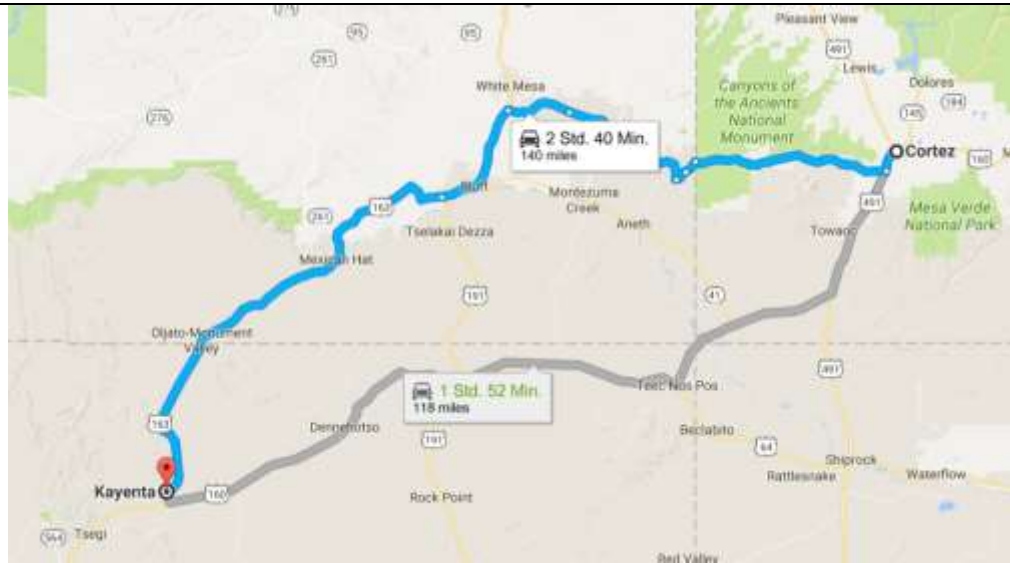 Pleasant View
276
95
95
261
491
Lewis
White Mesa
Dolores
Canyons of
the Ancients
National
Monument
184
276
145
2 Std. 40 Min.
140 miles
Cortez
160
Bluff
Montezuma
Creek
261
163
491
Mesa Verde
National Park
Tselakai Dezza
Aneth
Towaoc
Mexican Hat
191
41
Oljato-Monument
Valley
491
Teec Nos Pos
1 Std. 52 Min.
118 miles
163
Dennehotso
191
Beclabito
64
Shiprock
Rattlesnake
Waterflow
Kayenta
160
Rock Point
Tsegi
564
Red Valley